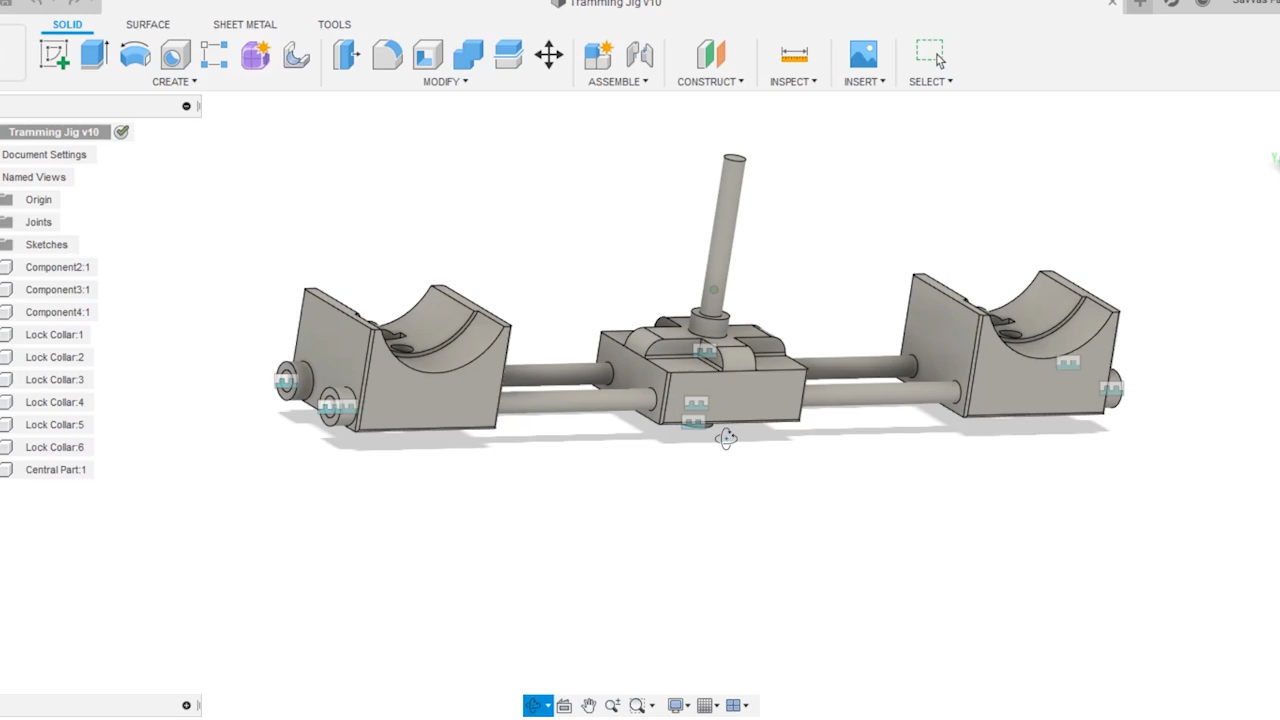 Tramming Jig v10
SOLID SURFACE SHEET METAL TOOLS
CREATE MODIFY ASSEMBLE CONSTRUCT INSPECT INSERT SELECT
Tramming Jig v10
Document Settings
Named Views
Origin
Joints
Sketches
Component2:1
Component3:1
Component4:1
Lock Collar:1
Lock Collar:2
Lock Collar:3
Lock Collar:4
Lock Collar:5
Lock Collar:6
Central Part:1